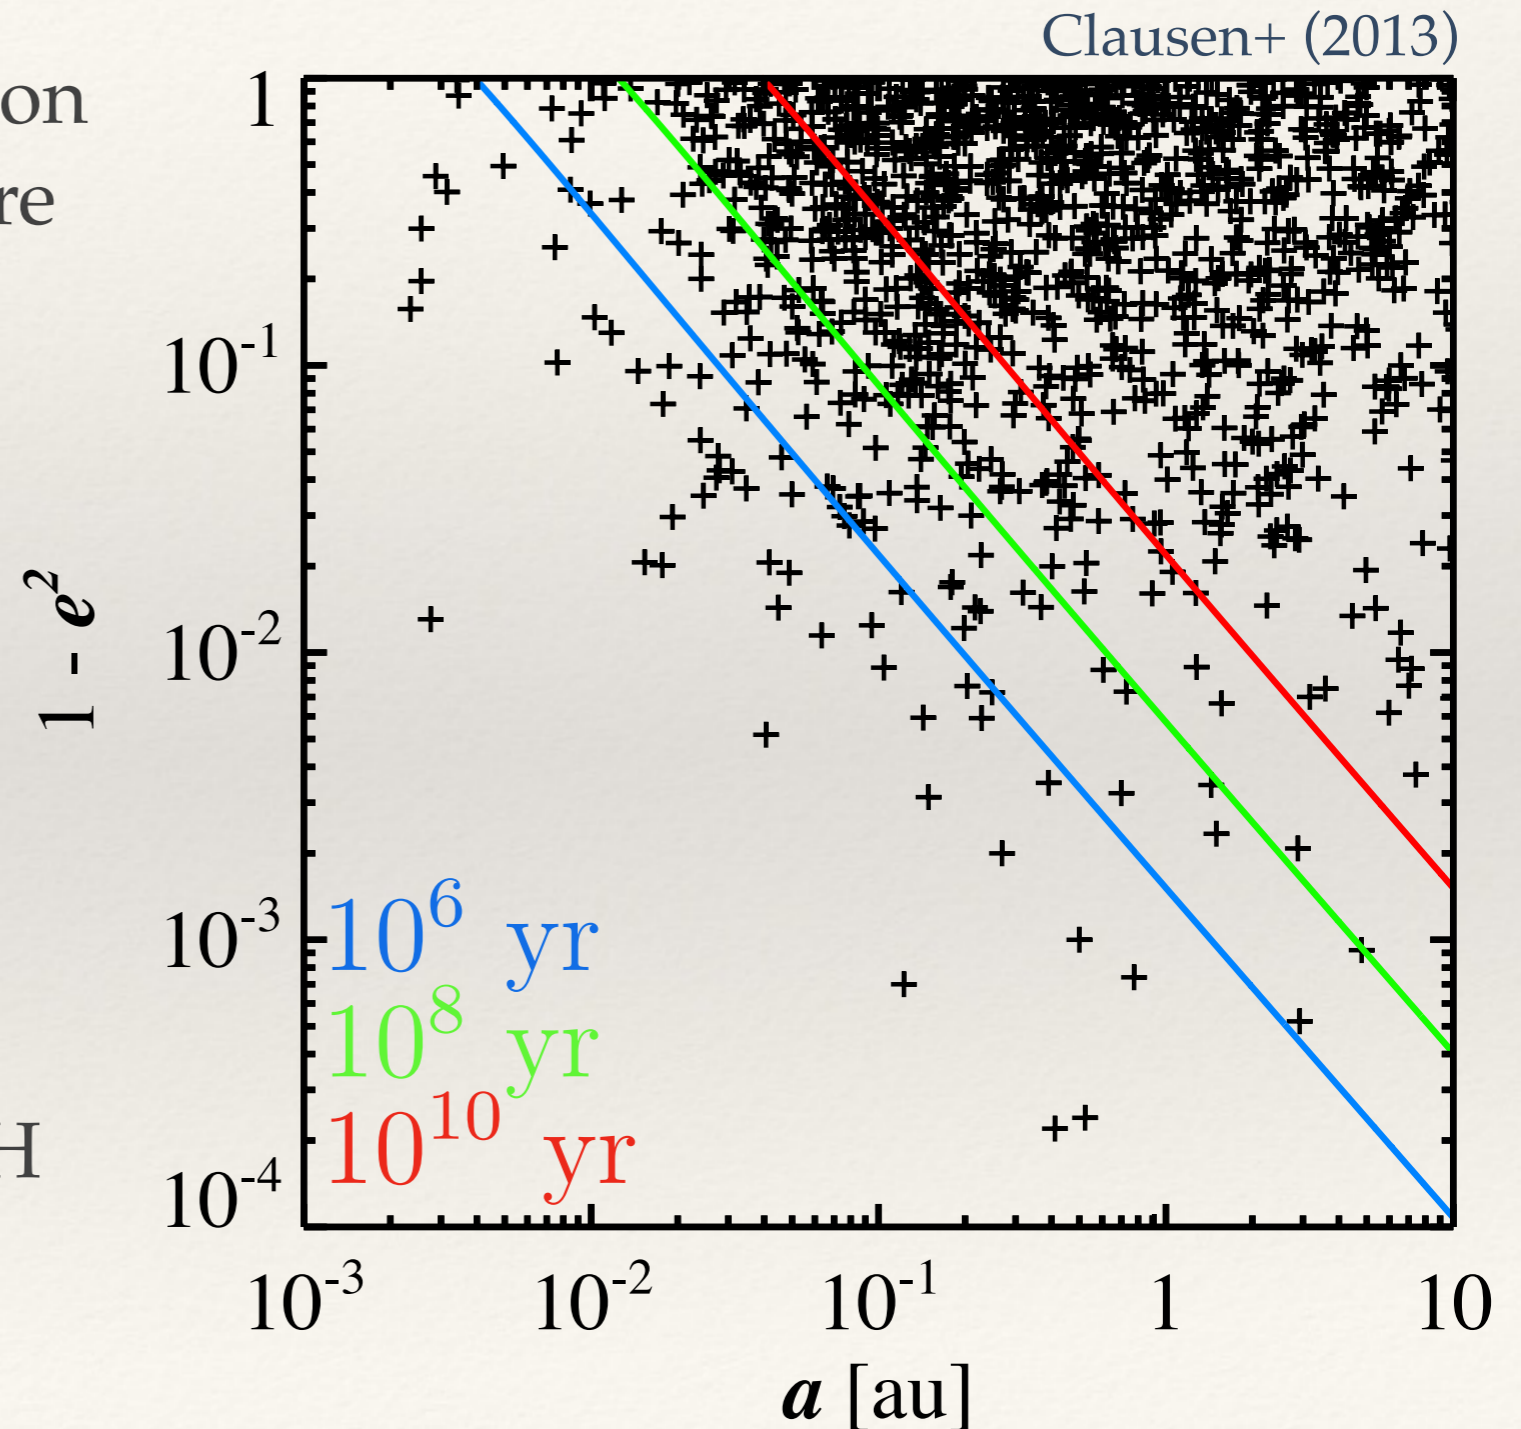 Clausen+ (2013)
on
re
H
1
10⁻¹
10⁻²
10⁻³
10⁻⁴
1 - e²
10⁶ yr
10⁸ yr
10¹⁰ yr
10⁻³ 10⁻² 10⁻¹ 1 10
a [au]